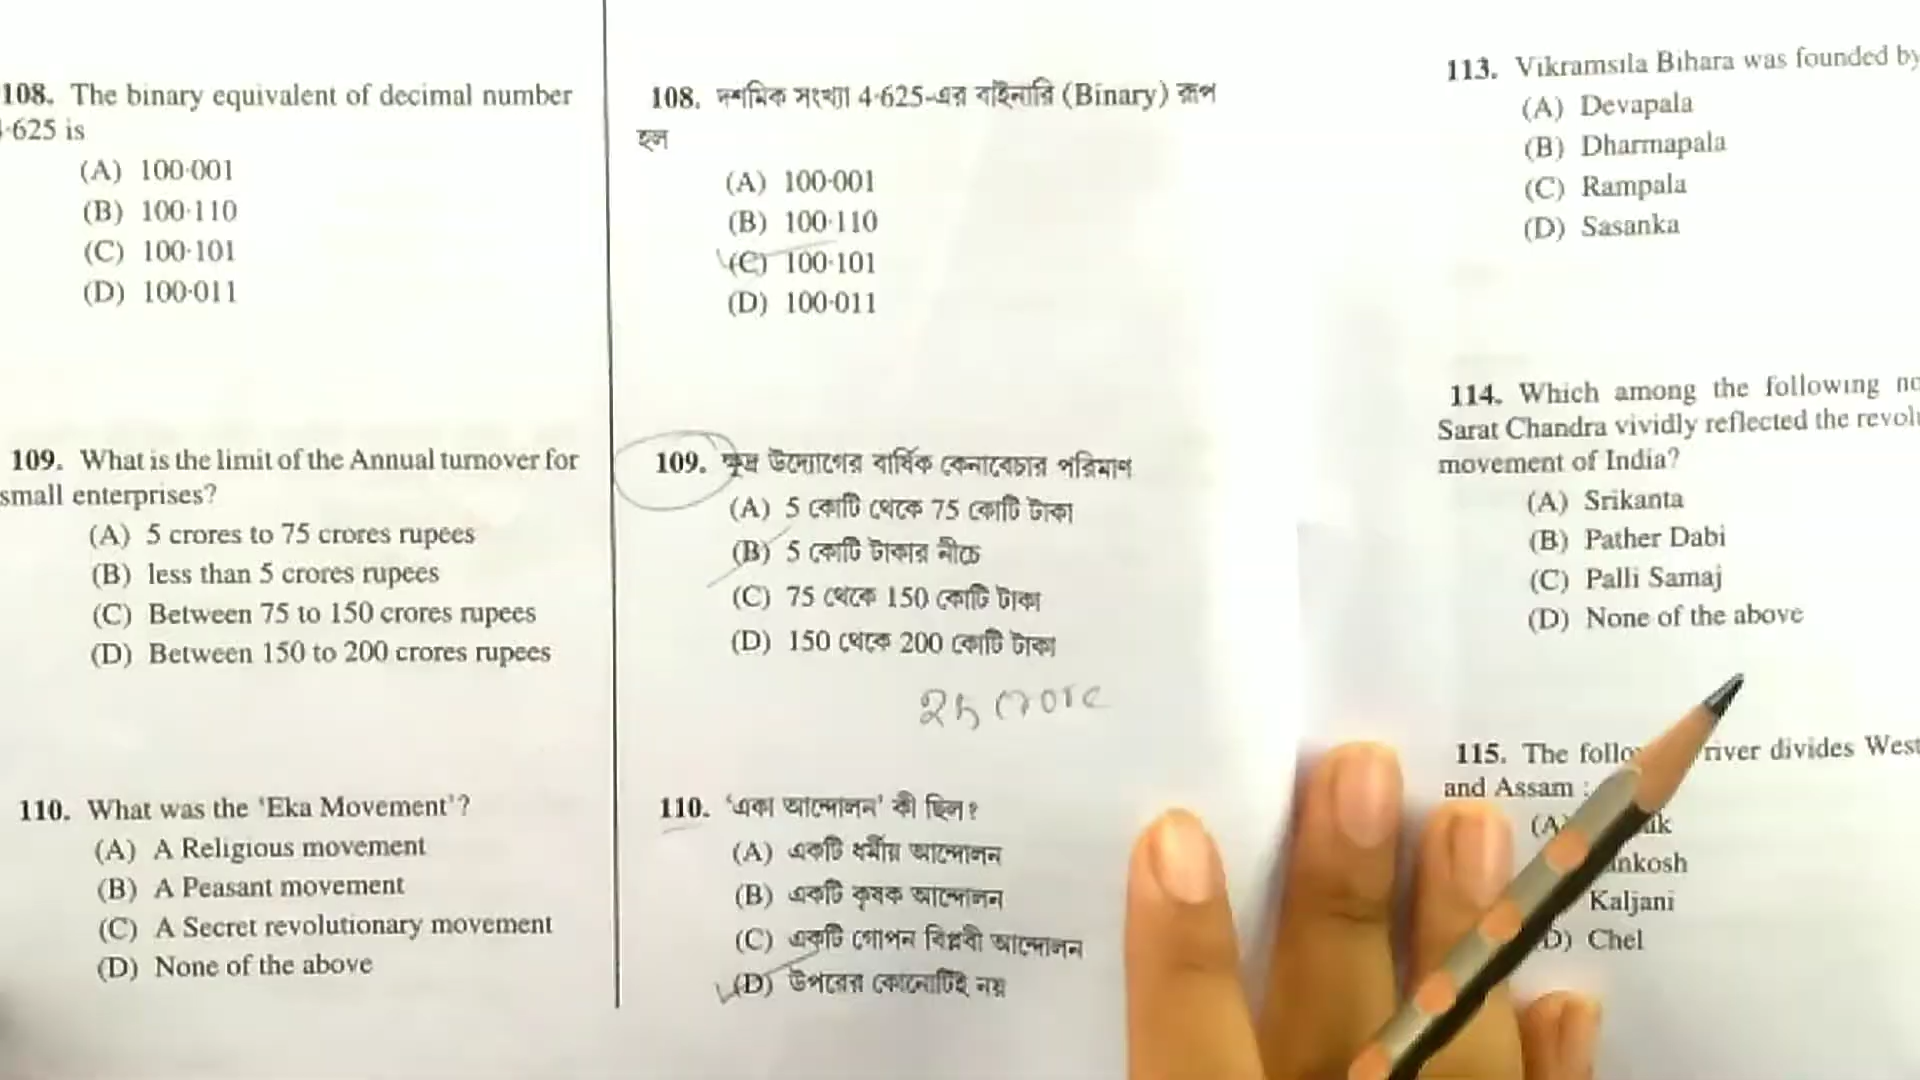 108. The binary equivalent of decimal number
·625 is
(A) 100·001
(B) 100·110
(C) 100·101
(D) 100·011
109. What is the limit of the Annual turnover for
small enterprises?
(A) 5 crores to 75 crores rupees
(B) less than 5 crores rupees
(C) Between 75 to 150 crores rupees
(D) Between 150 to 200 crores rupees
110. What was the 'Eka Movement'?
(A) A Religious movement
(B) A Peasant movement
(C) A Secret revolutionary movement
(D) None of the above
108. দশমিক সংখ্যা 4·625-এর বাইনারি (Binary) রূপ
হল
(A) 100·001
(B) 100·110
(C) 100·101
(D) 100·011
109. ক্ষুদ্র উদ্যোগের বার্ষিক কেনাবেচার পরিমাণ
(A) 5 কোটি থেকে 75 কোটি টাকা
(B) 5 কোটি টাকার নীচে
(C) 75 থেকে 150 কোটি টাকা
(D) 150 থেকে 200 কোটি টাকা
25 crore
110. 'একা আন্দোলন' কী ছিল?
(A) একটি ধর্মীয় আন্দোলন
(B) একটি কৃষক আন্দোলন
(C) একটি গোপন বিপ্লবী আন্দোলন
(D) উপরের কোনোটিই নয়
113. Vikramsila Bihara was founded by
(A) Devapala
(B) Dharmapala
(C) Rampala
(D) Sasanka
114. Which among the following
Sarat Chandra vividly reflected the
movement of India?
(A) Srikanta
(B) Pather Dabi
(C) Palli Samaj
(D) None of the above
115. The river divides West
and Assam :
(A)
Kaljani
(D) Chel